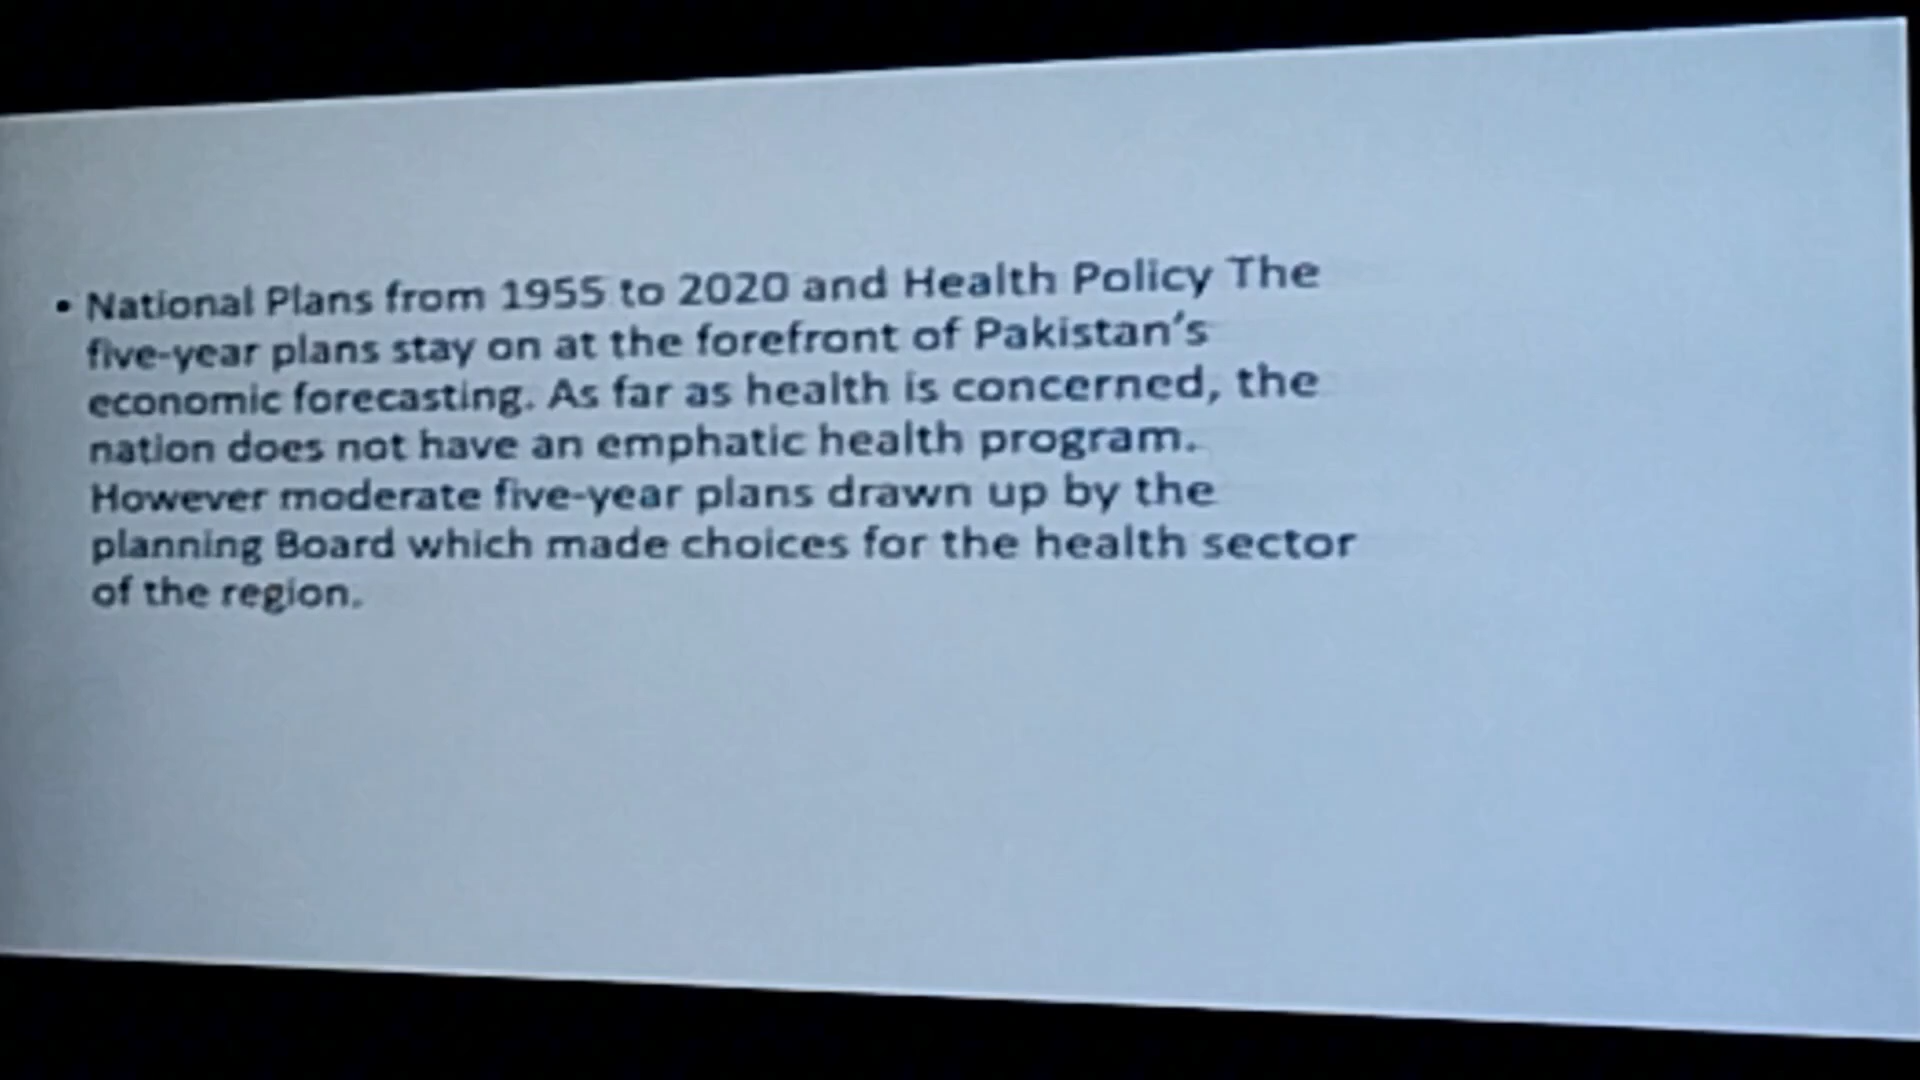 • National Plans from 1955 to 2020 and Health Policy The
five-year plans stay on at the forefront of Pakistan's
economic forecasting. As far as health is concerned, the
nation does not have an emphatic health program.
However moderate five-year plans drawn up by the
planning Board which made choices for the health sector
of the region.